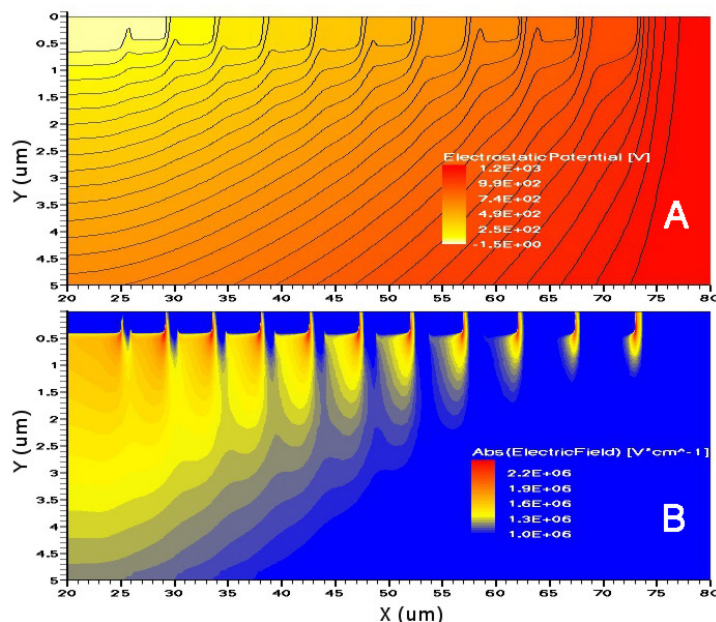 0
0.5
1
1.5
2
2.5
3
3.5
4
4.5
5
Y (um)
ElectrostaticPotential [V]
1.2E+03
9.9E+02
7.4E+02
4.9E+02
2.5E+02
-1.5E+00
A
20 25 30 35 40 45 50 55 60 65 70 75 80
0.5
1
1.5
2
2.5
3
3.5
4
4.5
5
Y (um)
Abs(ElectricField) [V*cm^-1]
2.2E+06
1.9E+06
1.6E+06
1.3E+06
1.0E+06
B
20 25 30 35 40 45 50 55 60 65 70 75 80
X (um)